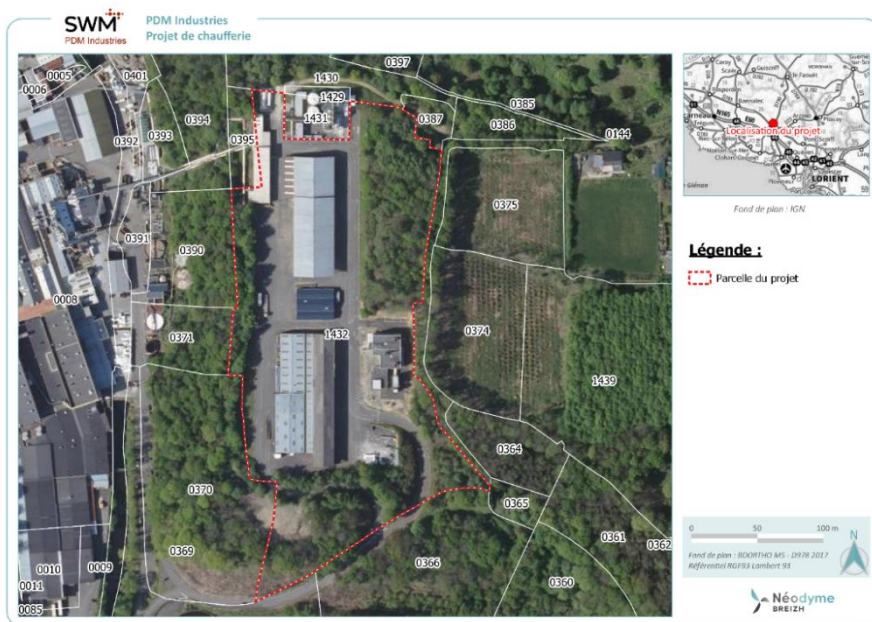 SWM
PDM Industries
PDM Industries
Projet de chaufferie
0006
0005
0401
0392
0393
0394
0395
1430
1429
1431
0397
0387
0385
0386
0144
0375
0391
0390
0008
0371
0374
1432
1439
0370
0364
0365
0369
0366
0361
0362
0360
0010
0009
0011
0085
Localisation du projet
LORIENT
Fond de plan : IGN
Légende :
Parcelle du projet
0 50 100 m
N
Fond de plan : BDORTHO M5 - D978 2017
Référentiel RGF93 Lambert 93
Néodyme
BREIZH